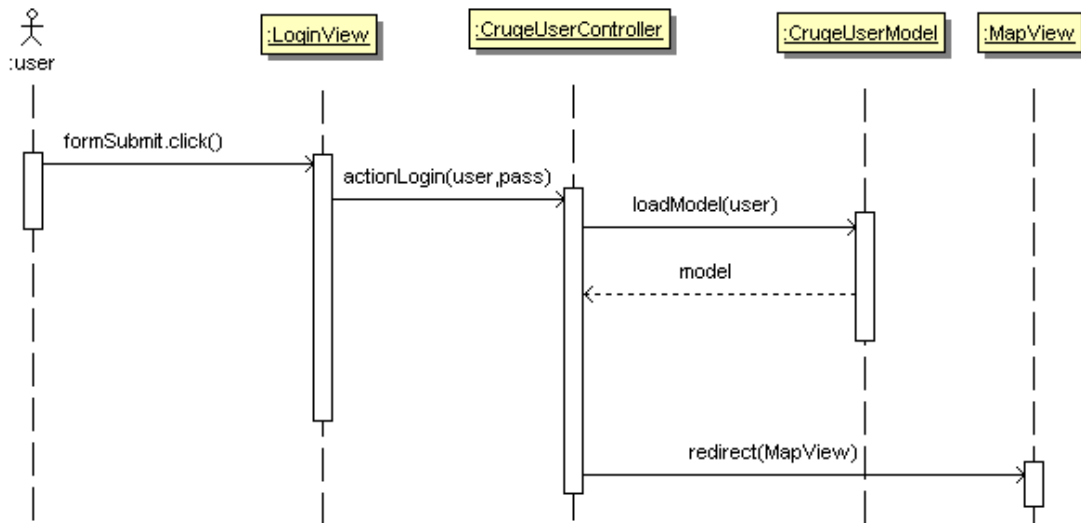 :user
:LoginView
:CrugeUserController
:CrugeUserModel
:MapView
formSubmit.click()
actionLogin(user,pass)
loadModel(user)
model
redirect(MapView)